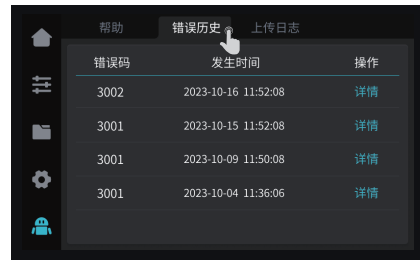 帮助 错误历史 上传日志
错误码 发生时间 操作
3002 2023-10-16 11:52:08 详情
3001 2023-10-15 11:52:08 详情
3001 2023-10-09 11:50:08 详情
3001 2023-10-04 11:36:06 详情